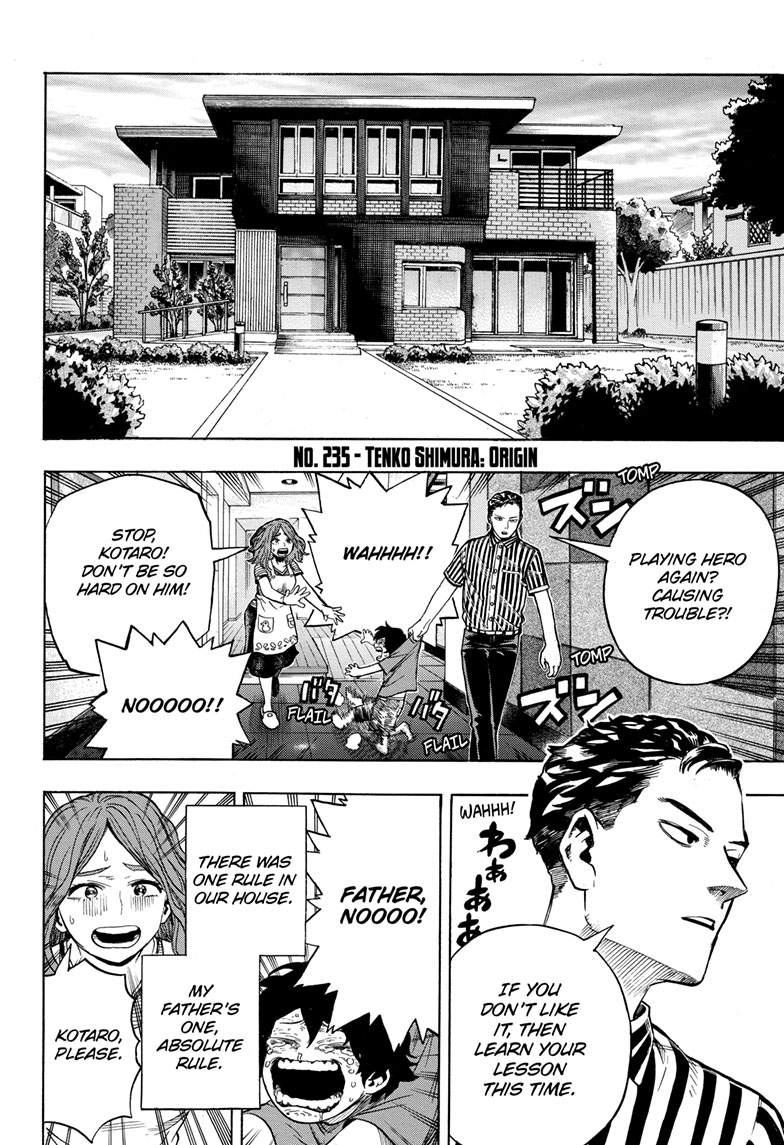 No. 235 - Tenko Shimura: Origin
TOMP
ズン
PLAYING HERO
AGAIN?
CAUSING
TROUBLE?!
WAHHHH!!
STOP,
KOTARO!
DON'T BE SO
HARD ON HIM!
NOOOOO!!
TOMP
ズン
バタ
FLAIL
バタ
FLAIL
WAHHH!
わぁぁぁ
IF YOU
DON'T LIKE
IT, THEN
LEARN YOUR
LESSON
THIS TIME.
FATHER,
NOOOO!
THERE WAS
ONE RULE IN
OUR HOUSE.
MY
FATHER'S
ONE,
ABSOLUTE
RULE.
KOTARO,
PLEASE.